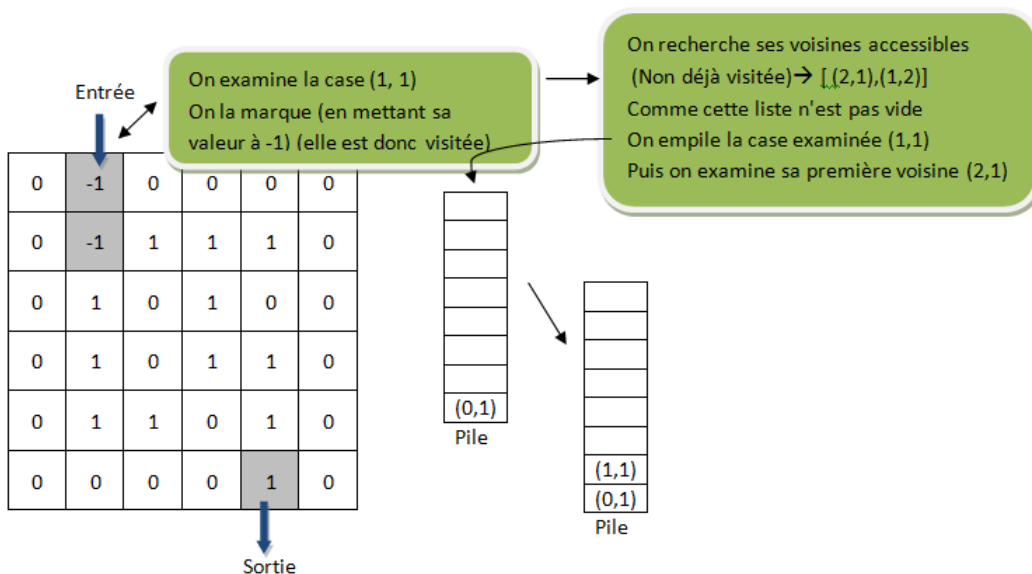 On examine la case (1, 1)
On la marque (en mettant sa
valeur à -1) (elle est donc visitée)
On recherche ses voisines accessibles
(Non déjà visitée)→ [ (2,1),(1,2)]
Comme cette liste n'est pas vide
On empile la case examinée (1,1)
Puis on examine sa première voisine (2,1)
Entrée
0 -1 0 0 0 0
0 -1 1 1 1 0
0 1 0 1 0 0
0 1 0 1 1 0
0 1 1 0 1 0
0 0 0 0 1 0
Sortie
(0,1)
Pile
(1,1)
(0,1)
Pile